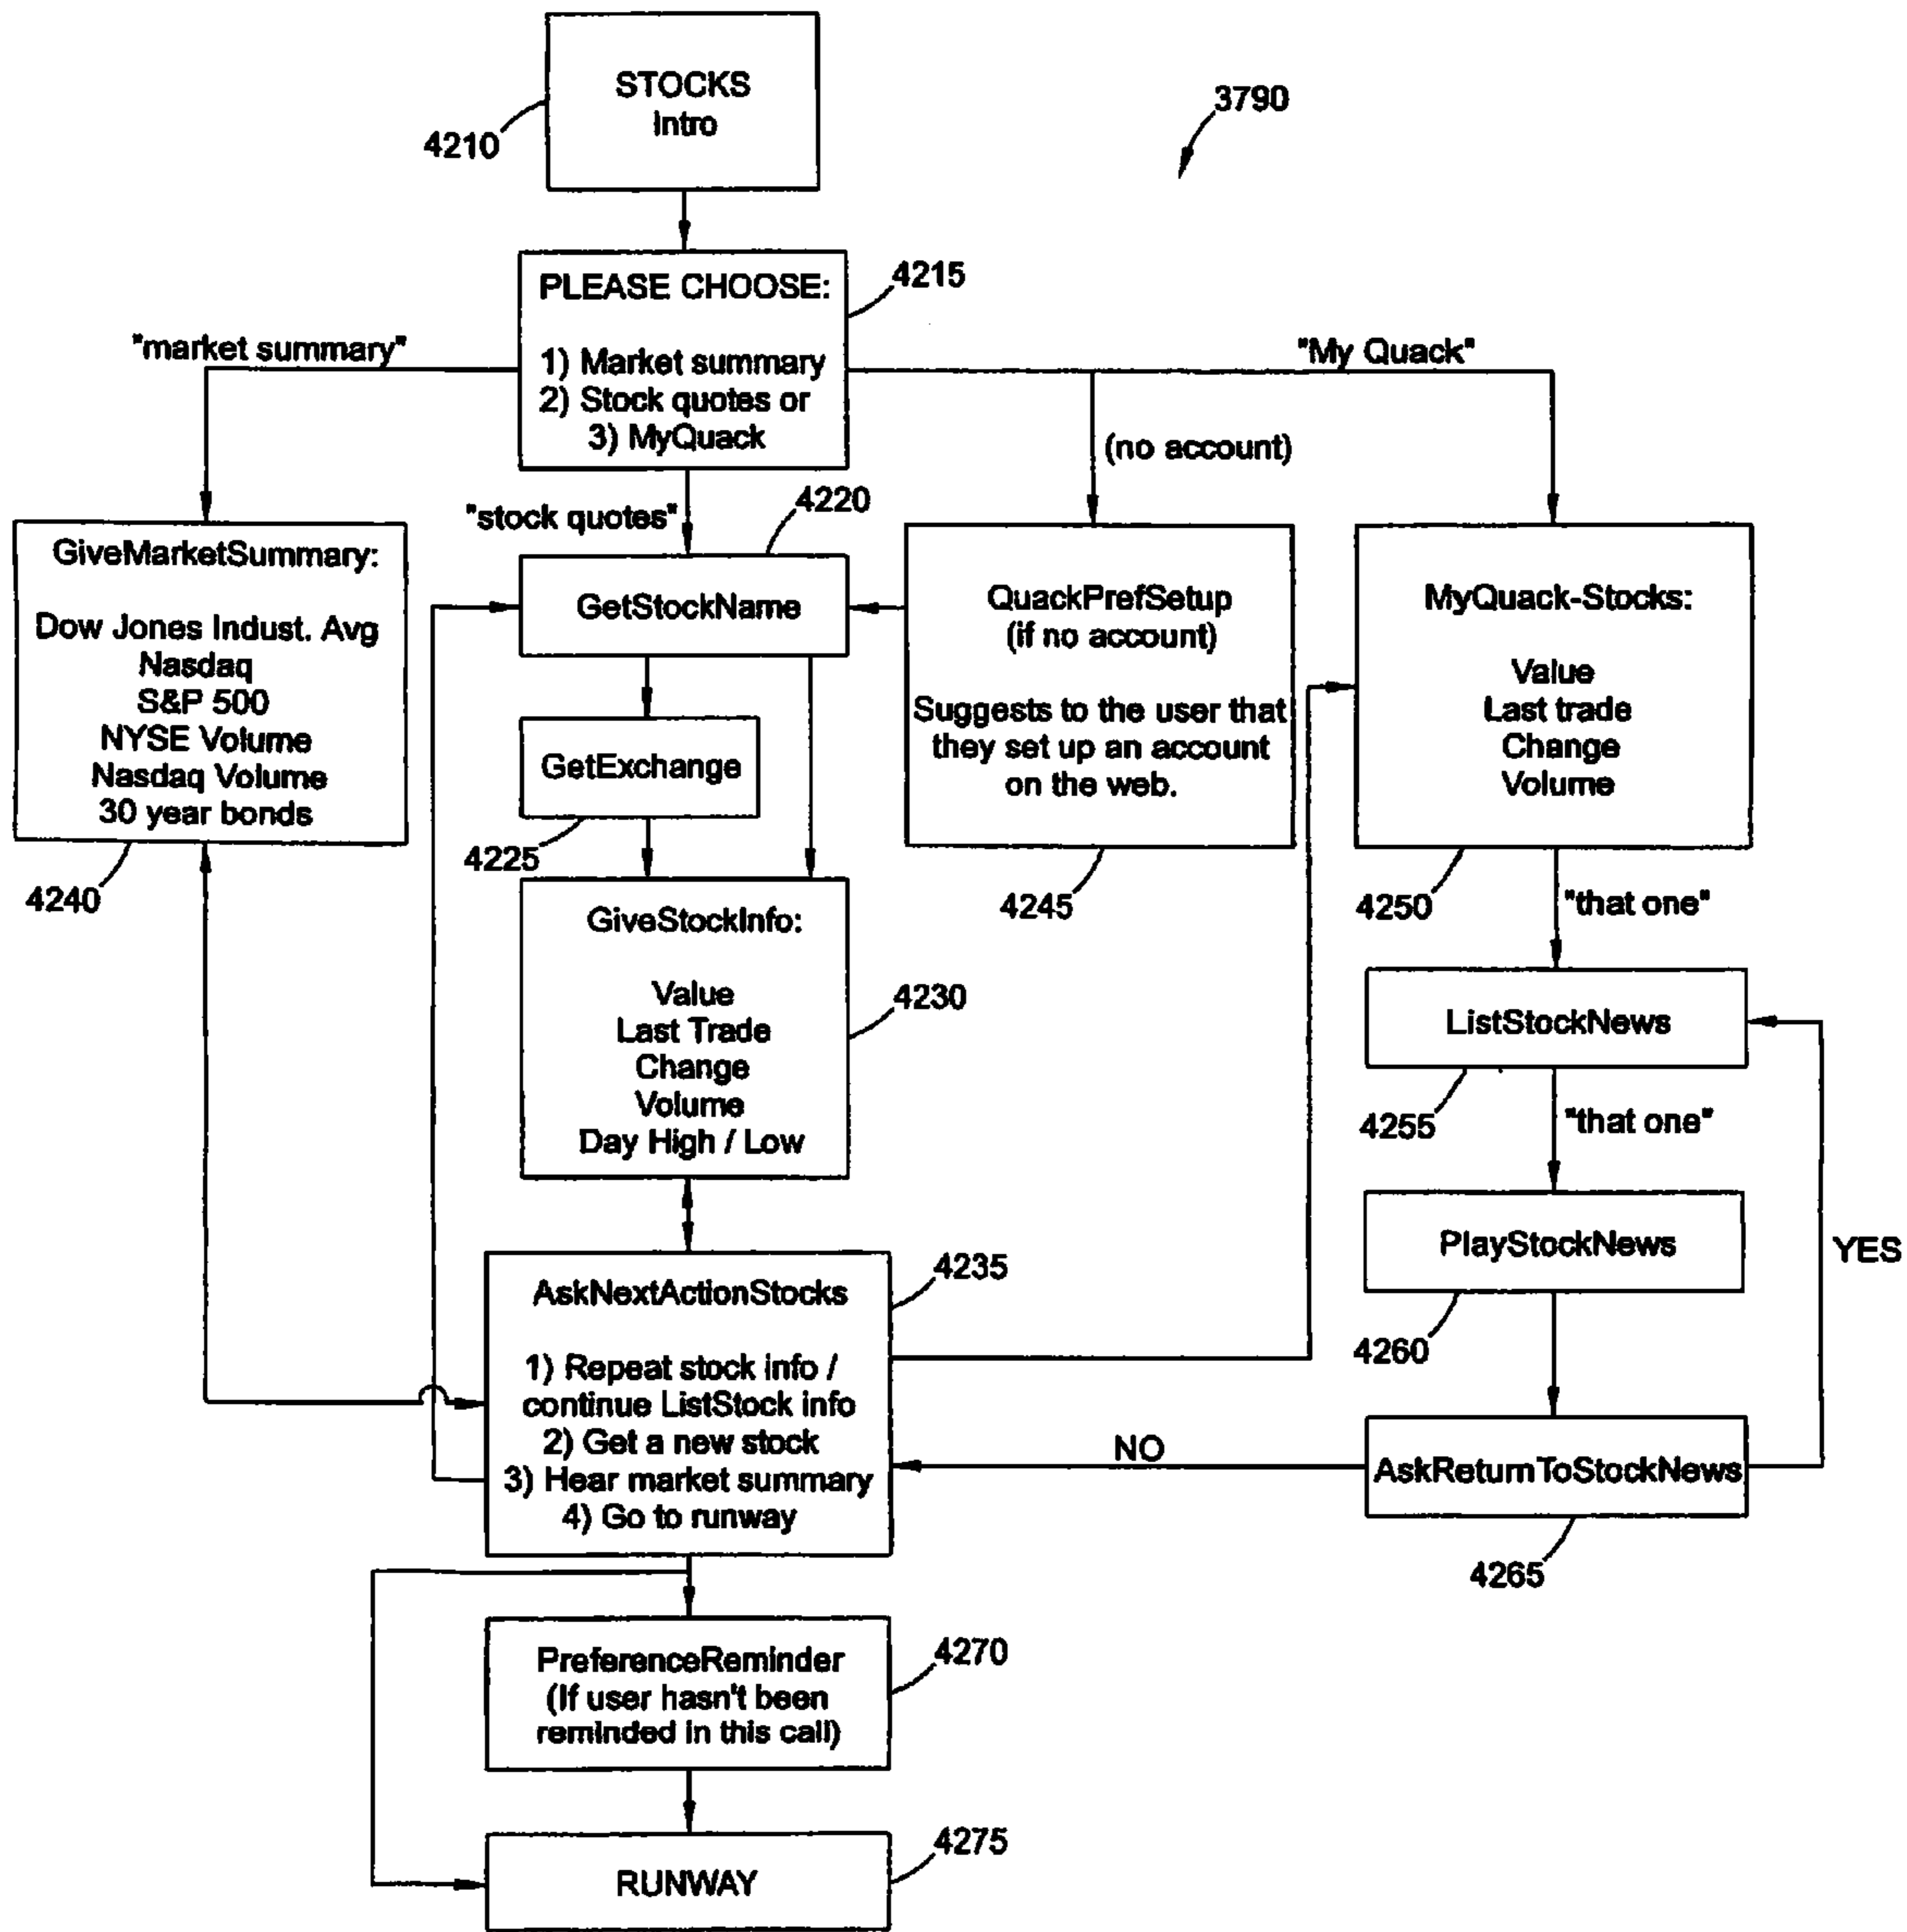 STOCKS
Intro
4210
3790
PLEASE CHOOSE:
1) Market summary
2) Stock quotes or
3) MyQuack
4215
"market summary"
"My Quack"
(no account)
"stock quotes"
4220
GiveMarketSummary:
Dow Jones Indust. Avg
Nasdaq
S&P 500
NYSE Volume
Nasdaq Volume
30 year bonds
4240
GetStockName
GetExchange
4225
QuackPrefSetup
(if no account)
Suggests to the user that
they set up an account
on the web.
4245
MyQuack-Stocks:
Value
Last trade
Change
Volume
4250
"that one"
GiveStockInfo:
Value
Last Trade
Change
Volume
Day High / Low
4230
ListStockNews
4255
"that one"
PlayStockNews
4260
YES
AskNextActionStocks
1) Repeat stock info /
continue ListStock info
2) Get a new stock
3) Hear market summary
4) Go to runway
4235
NO
AskReturnToStockNews
4265
PreferenceReminder
(If user hasn't been
reminded in this call)
4270
RUNWAY
4275